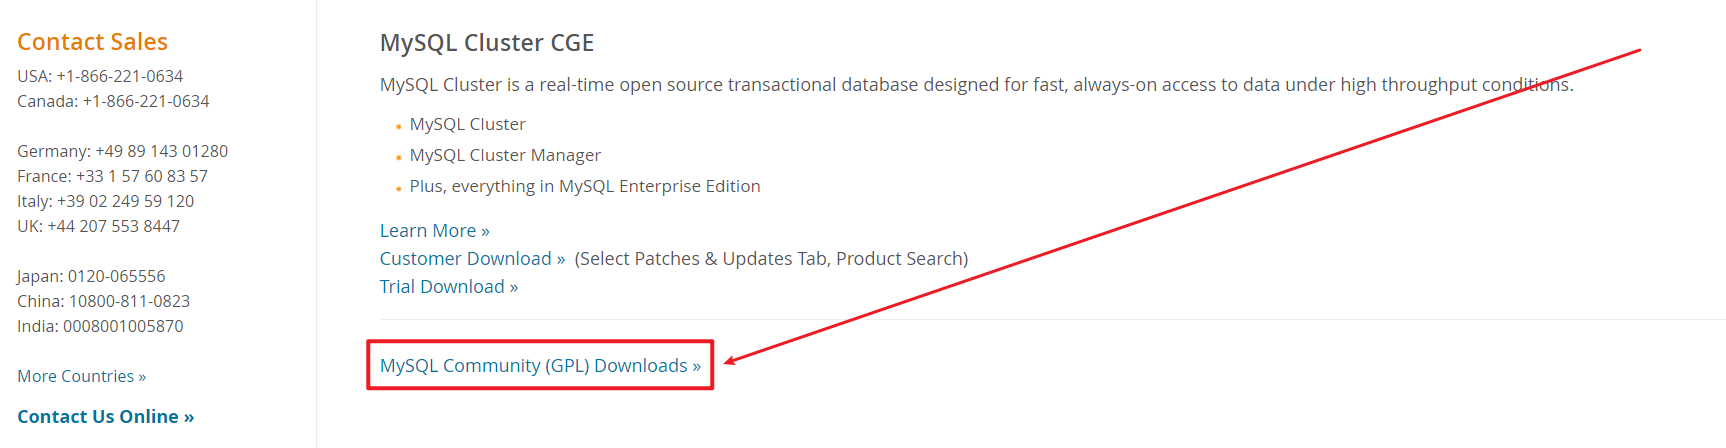 Contact Sales
USA: +1-866-221-0634
Canada: +1-866-221-0634
Germany: +49 89 143 01280
France: +33 1 57 60 83 57
Italy: +39 02 249 59 120
UK: +44 207 553 8447
Japan: 0120-065556
China: 10800-811-0823
India: 0008001005870
More Countries »
Contact Us Online »
MySQL Cluster CGE
MySQL Cluster is a real-time open source transactional database designed for fast, always-on access to data under high throughput conditions.
• MySQL Cluster
• MySQL Cluster Manager
• Plus, everything in MySQL Enterprise Edition
Learn More »
Customer Download » (Select Patches & Updates Tab, Product Search)
Trial Download »
MySQL Community (GPL) Downloads »